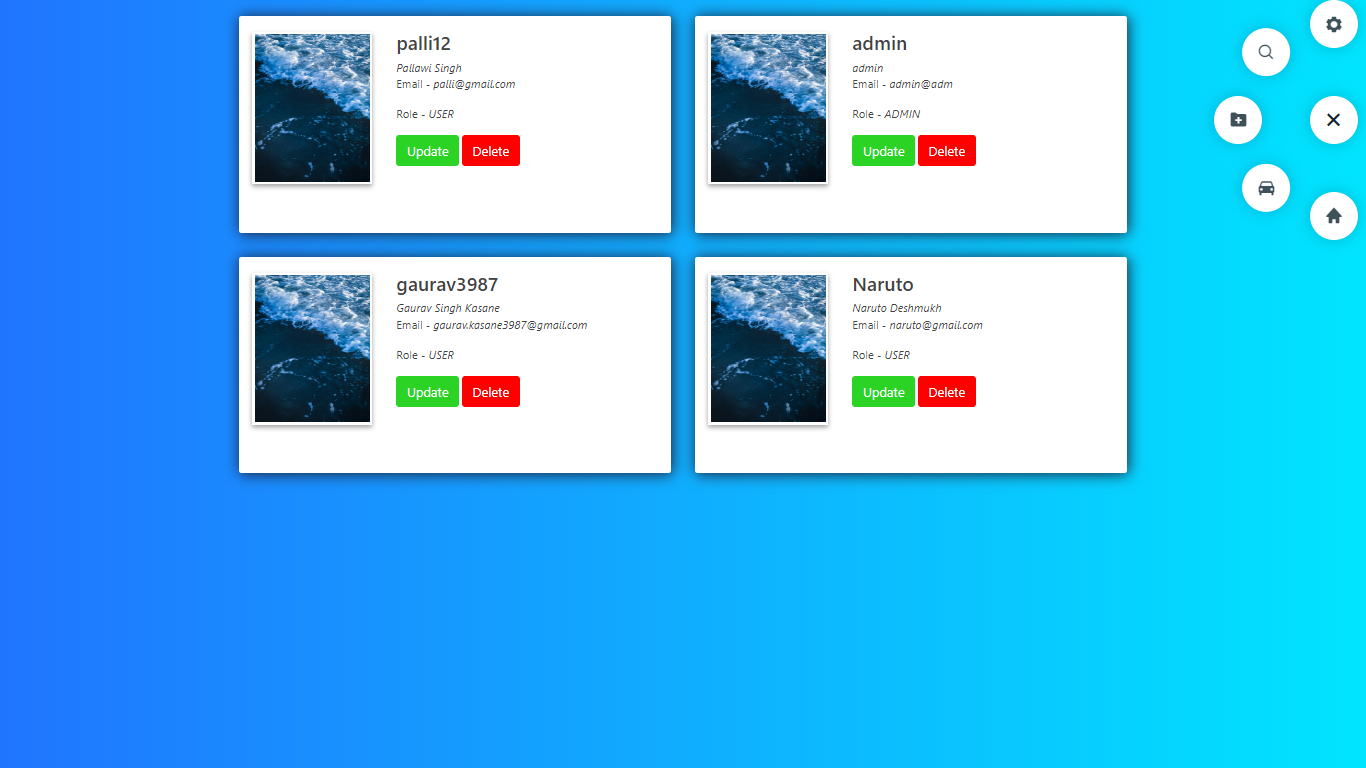 palli12
Pallawi Singh
Email - palli@gmail.com
Role - USER
Update Delete
admin
admin
Email - admin@adm
Role - ADMIN
Update Delete
gaurav3987
Gaurav Singh Kasane
Email - gaurav.kasane3987@gmail.com
Role - USER
Update Delete
Naruto
Naruto Deshmukh
Email - naruto@gmail.com
Role - USER
Update Delete